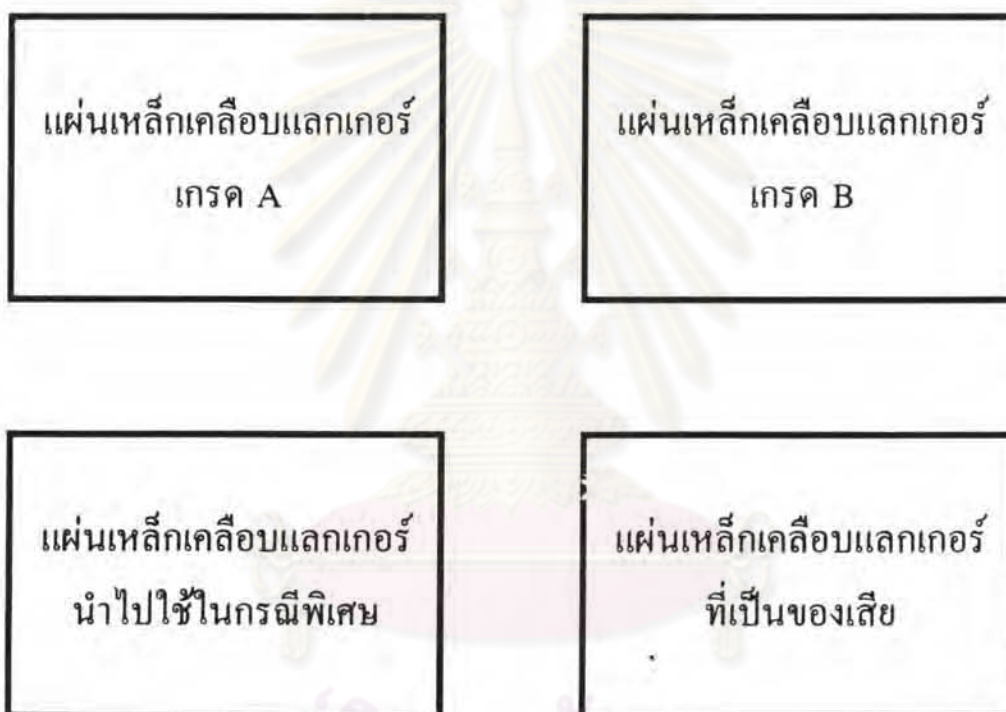 แผ่นเหล็กเคลือบแลกเกอร์
เกรด A
แผ่นเหล็กเคลือบแลกเกอร์
เกรด B
แผ่นเหล็กเคลือบแลกเกอร์
นำไปใช้ในกรณีพิเศษ
แผ่นเหล็กเคลือบแลกเกอร์
ที่เป็นของเสีย